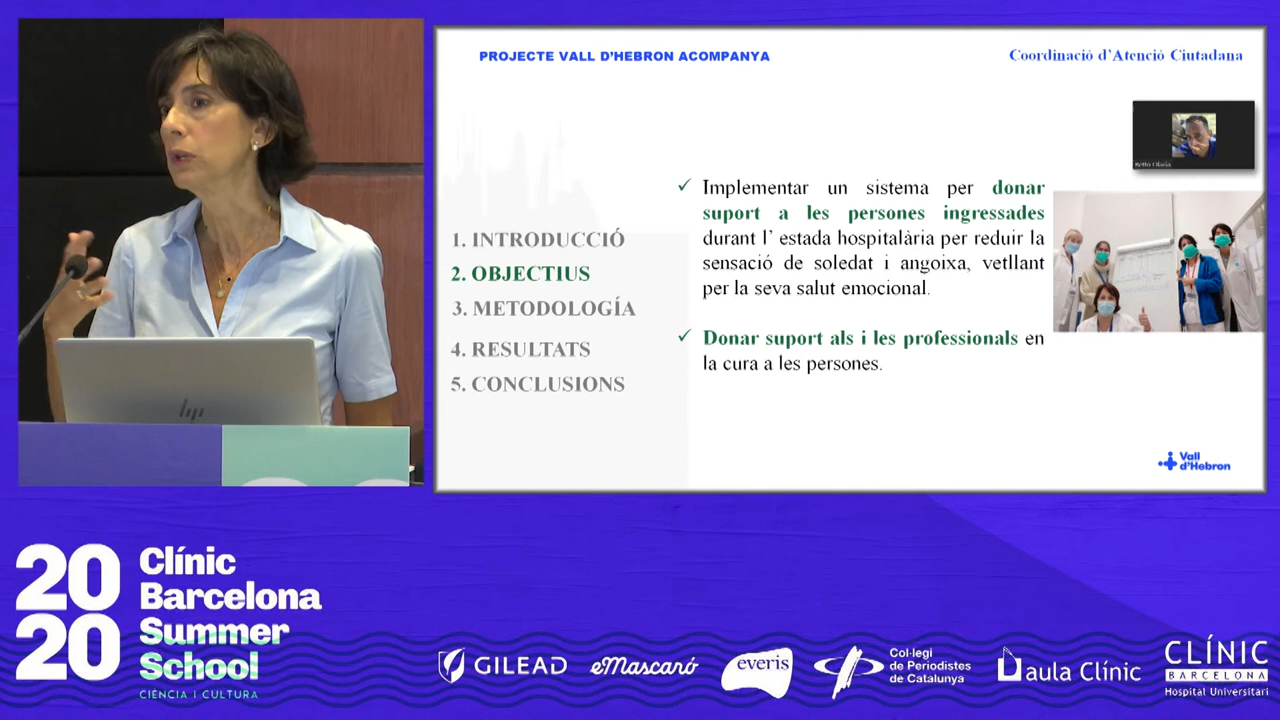 PROJECTE VALL D'HEBRON ACOMPANYA
Coordinació d'Atenció Ciutadana
1. INTRODUCCIÓ
2. OBJECTIUS
3. METODOLOGÍA
4. RESULTATS
5. CONCLUSIONS
✓ Implementar un sistema per donar
suport a les persones ingressades
durant l' estada hospitalària per reduir la
sensació de soledat i angoixa, vetllant
per la seva salut emocional.
✓ Donar suport als i les professionals en
la cura a les persones.
Vall
d'Hebron
hp
20
20
Clínic
Barcelona
Summer
School
CIÈNCIA I CULTURA
GILEAD
eMascaró
everis
Col·legi
de Periodistes
de Catalunya
aula Clínic
CLÍNIC
BARCELONA
Hospital Universitari